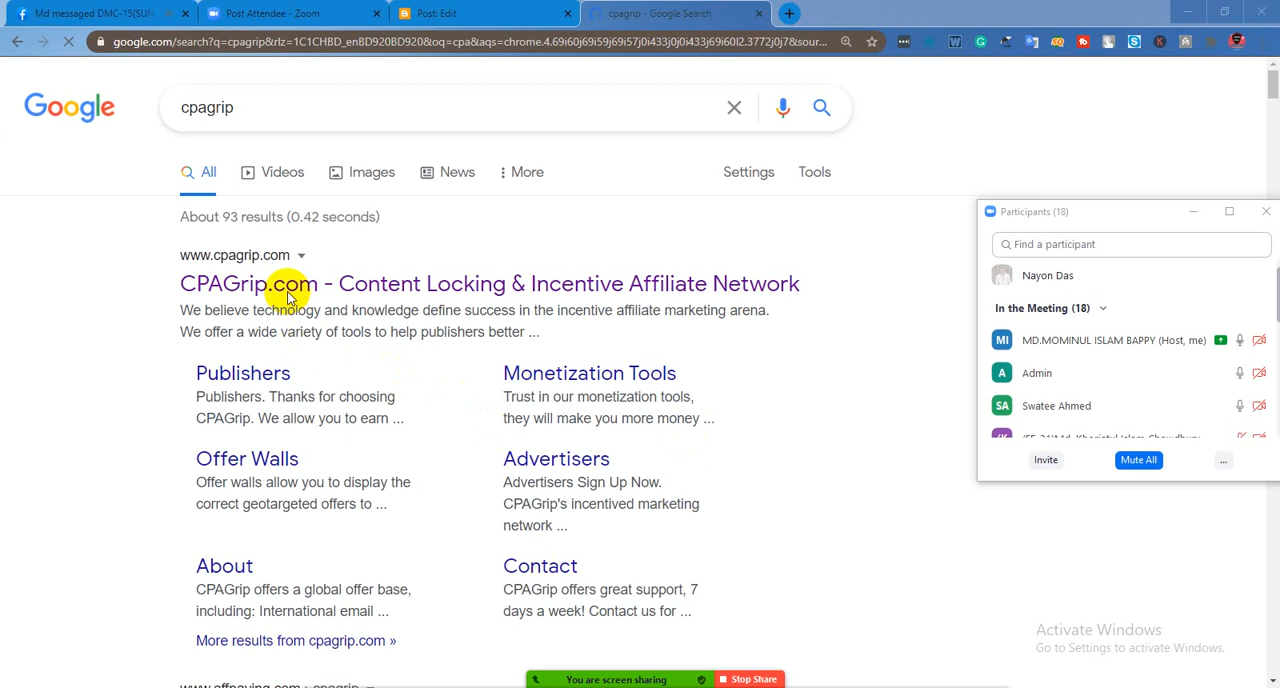 Md messaged DMC-15(SUN
Post Attendee - Zoom
Post: Edit
cpagrip - Google Search
google.com/search?q=cpagrip&rlz=1C1CHBD_enBD920BD920&oq=cpa&aqs=chrome.4.69i60j69i59j69i57j0i433j0j0i433j69i60l2.3772j0j7&sour...
Google
cpagrip
All
Videos
Images
News
More
Settings
Tools
About 93 results (0.42 seconds)
www.cpagrip.com
CPAGrip.com - Content Locking & Incentive Affiliate Network
We believe technology and knowledge define success in the incentive affiliate marketing arena.
We offer a wide variety of tools to help publishers better ...
Publishers
Publishers. Thanks for choosing
CPAGrip. We allow you to earn ...
Monetization Tools
Trust in our monetization tools,
they will make you more money ...
Offer Walls
Offer walls allow you to display the
correct geotargeted offers to ...
Advertisers
Advertisers Sign Up Now.
CPAGrip's incentived marketing
network ...
About
CPAGrip offers a global offer base,
including: International email ...
Contact
CPAGrip offers great support, 7
days a week! Contact us for ...
More results from cpagrip.com »
www.affpaying.com › cpagrip
Participants (18)
Find a participant
Nayon Das
In the Meeting (18)
MI
MD.MOMINUL ISLAM BAPPY (Host, me)
A
Admin
SA
Swatee Ahmed
Invite
Mute All
...
Activate Windows
Go to Settings to activate Windows.
You are screen sharing
Stop Share